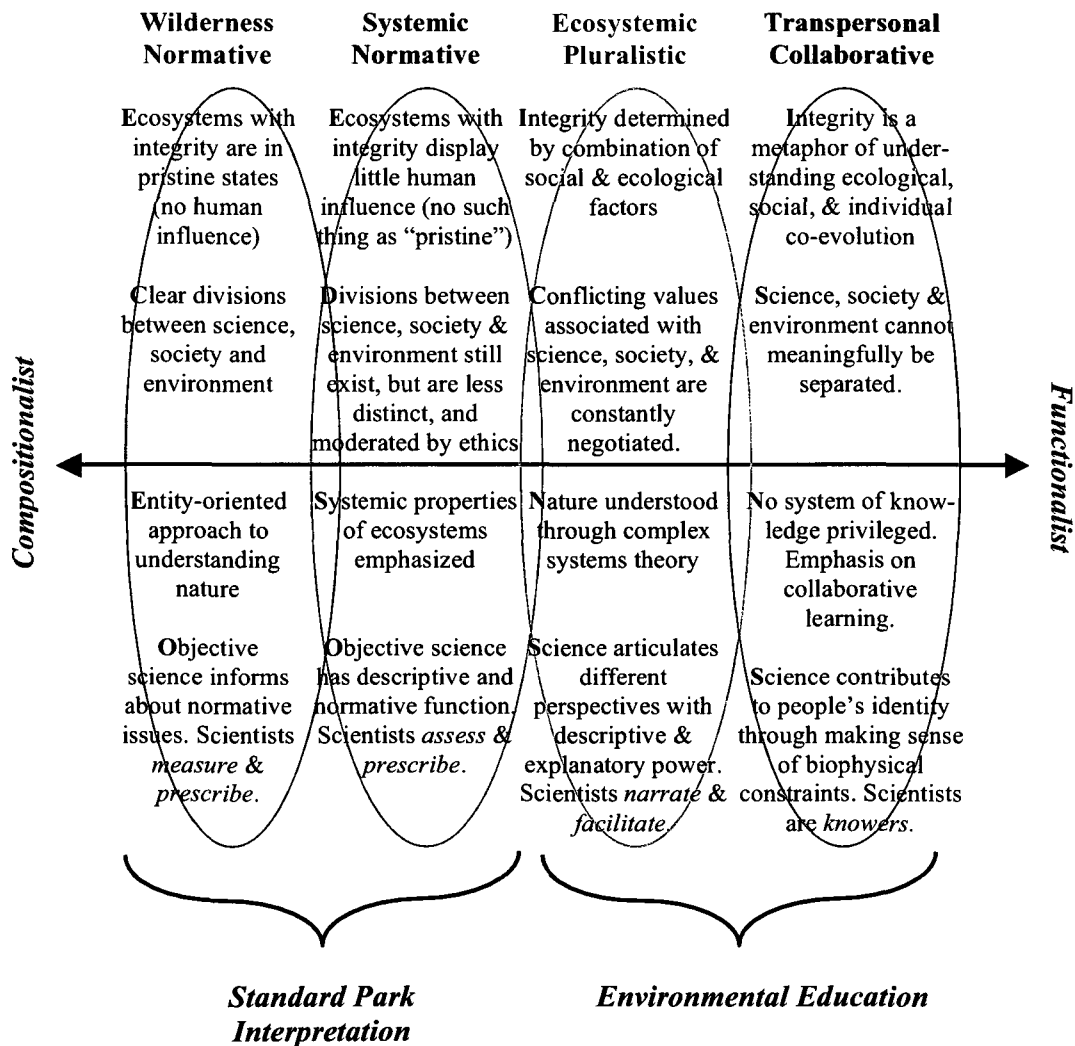 Wilderness
Normative
Systemic
Normative
Ecosystemic
Pluralistic
Transpersonal
Collaborative
Ecosystems with
integrity are in
pristine states
(no human
influence)
Clear divisions
between science,
society and
environment
Entity-oriented
approach to
understanding
nature
Objective
science informs
about normative
issues. Scientists
measure &
prescribe.
Ecosystems with
integrity display
little human
influence (no such
thing as “pristine”)
Divisions between
science, society &
environment still
exist, but are less
distinct, and
moderated by ethics
Systemic properties
of ecosystems
emphasized
Objective science
has descriptive and
normative function.
Scientists assess &
prescribe.
Integrity determined
by combination of
social & ecological
factors
Conflicting values
associated with
science, society, &
environment are
constantly
negotiated.
Nature understood
through complex
systems theory
Science articulates
different
perspectives with
descriptive &
explanatory power.
Scientists narrate &
facilitate.
Integrity is a
metaphor of under-
standing ecological,
social, & individual
co-evolution
Science, society &
environment cannot
meaningfully be
separated.
No system of know-
ledge privileged.
Emphasis on
collaborative
learning.
Science contributes
to people’s identity
through making sense
of biophysical
constraints. Scientists
are knowers.
Compositionalist
Functionalist
Standard Park
Interpretation
Environmental Education